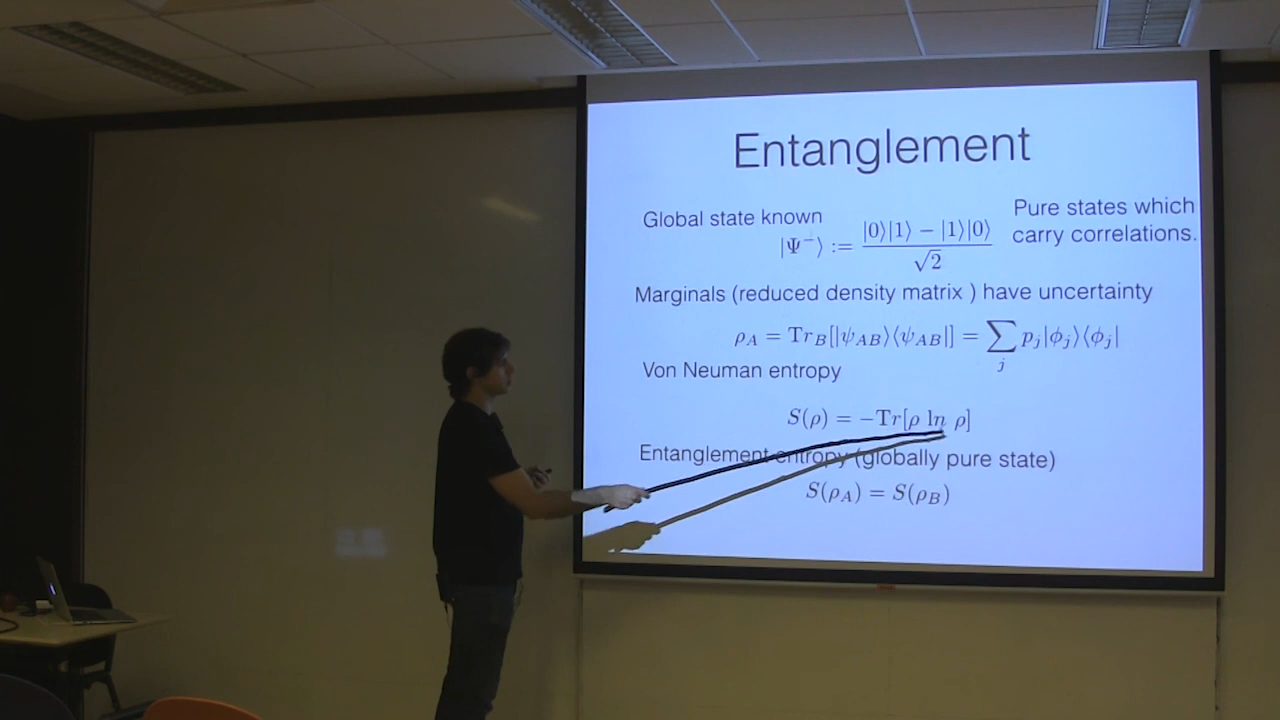 Entanglement
Global state known
Pure states which
carry correlations.
|Ψ⁻⟩ := |0⟩|1⟩ − |1⟩|0⟩ / √2
Marginals (reduced density matrix ) have uncertainty
ρ_A = Tr_B[|ψ_AB⟩⟨ψ_AB|] = ∑_j p_j|ϕ_j⟩⟨ϕ_j|
Von Neuman entropy
S(ρ) = −Tr[ρ ln ρ]
Entanglement entropy (globally pure state)
S(ρ_A) = S(ρ_B)